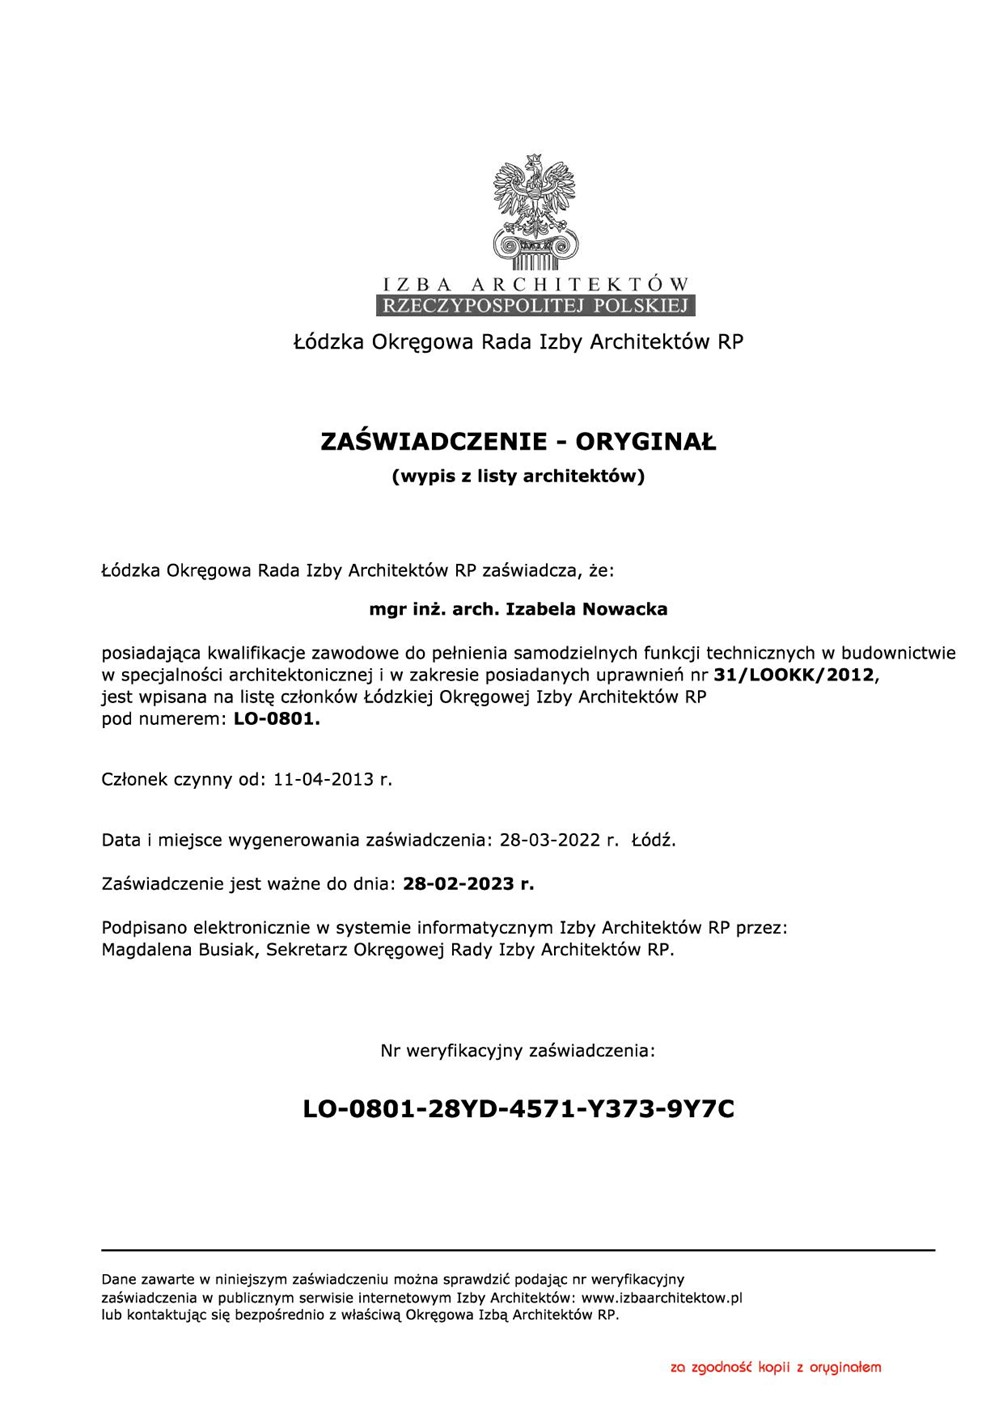 IZBA ARCHITEKTÓW
RZECZYPOSPOLITEJ POLSKIEJ
Łódzka Okręgowa Rada Izby Architektów RP
ZAŚWIADCZENIE - ORYGINAŁ
(wypis z listy architektów)
Łódzka Okręgowa Rada Izby Architektów RP zaświadcza, że:
mgr inż. arch. Izabela Nowacka
posiadająca kwalifikacje zawodowe do pełnienia samodzielnych funkcji technicznych w budownictwie
w specjalności architektonicznej i w zakresie posiadanych uprawnień nr 31/LOOKK/2012,
jest wpisana na listę członków Łódzkiej Okręgowej Izby Architektów RP
pod numerem: LO-0801.
Członek czynny od: 11-04-2013 r.
Data i miejsce wygenerowania zaświadczenia: 28-03-2022 r. Łódź.
Zaświadczenie jest ważne do dnia: 28-02-2023 r.
Podpisano elektronicznie w systemie informatycznym Izby Architektów RP przez:
Magdalena Busiak, Sekretarz Okręgowej Rady Izby Architektów RP.
Nr weryfikacyjny zaświadczenia:
LO-0801-28YD-4571-Y373-9Y7C
Dane zawarte w niniejszym zaświadczeniu można sprawdzić podając nr weryfikacyjny
zaświadczenia w publicznym serwisie internetowym Izby Architektów: www.izbaarchitektow.pl
lub kontaktując się bezpośrednio z właściwą Okręgowa Izbą Architektów RP.
za zgodność kopii z oryginałem